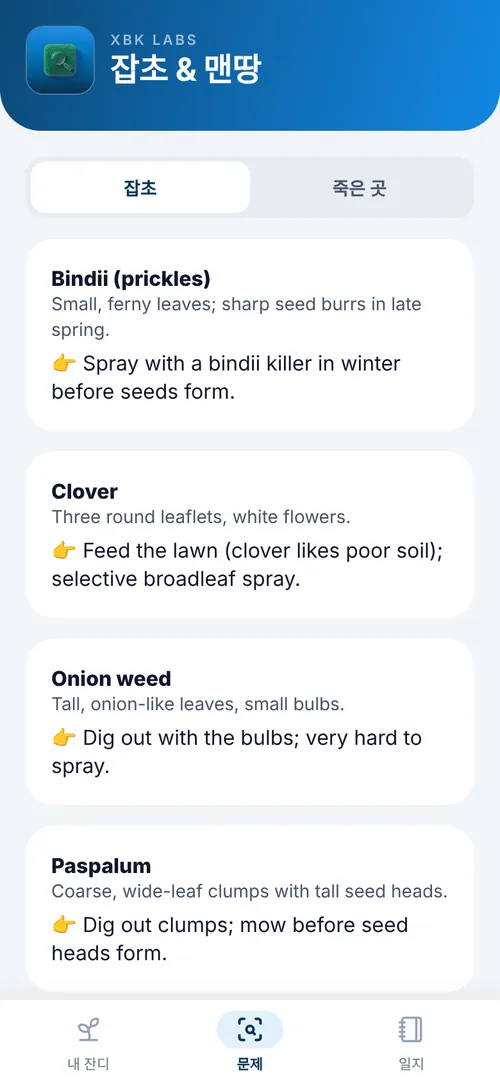 XBK LABS
잡초 & 맨땅
잡초
죽은 곳
Bindii (prickles)
Small, ferny leaves; sharp seed burrs in late
spring.
👉 Spray with a bindii killer in winter
before seeds form.
Clover
Three round leaflets, white flowers.
👉 Feed the lawn (clover likes poor soil);
selective broadleaf spray.
Onion weed
Tall, onion-like leaves, small bulbs.
👉 Dig out with the bulbs; very hard to
spray.
Paspalum
Coarse, wide-leaf clumps with tall seed heads.
👉 Dig out clumps; mow before seed
heads form.
내 잔디
문제
일지